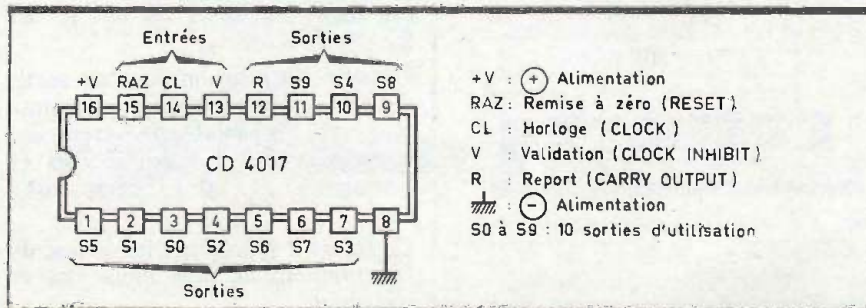 Entrées Sorties
+V RAZ CL V R S9 S4 S8
16 15 14 13 12 11 10 9
CD 4017
1 2 3 4 5 6 7 8
S5 S1 S0 S2 S6 S7 S3
Sorties
+V : + Alimentation
RAZ : Remise à zéro (RESET)
CL : Horloge (CLOCK)
V : Validation (CLOCK INHIBIT)
R : Report (CARRY OUTPUT)
: - Alimentation
S0 à S9 : 10 sorties d'utilisation